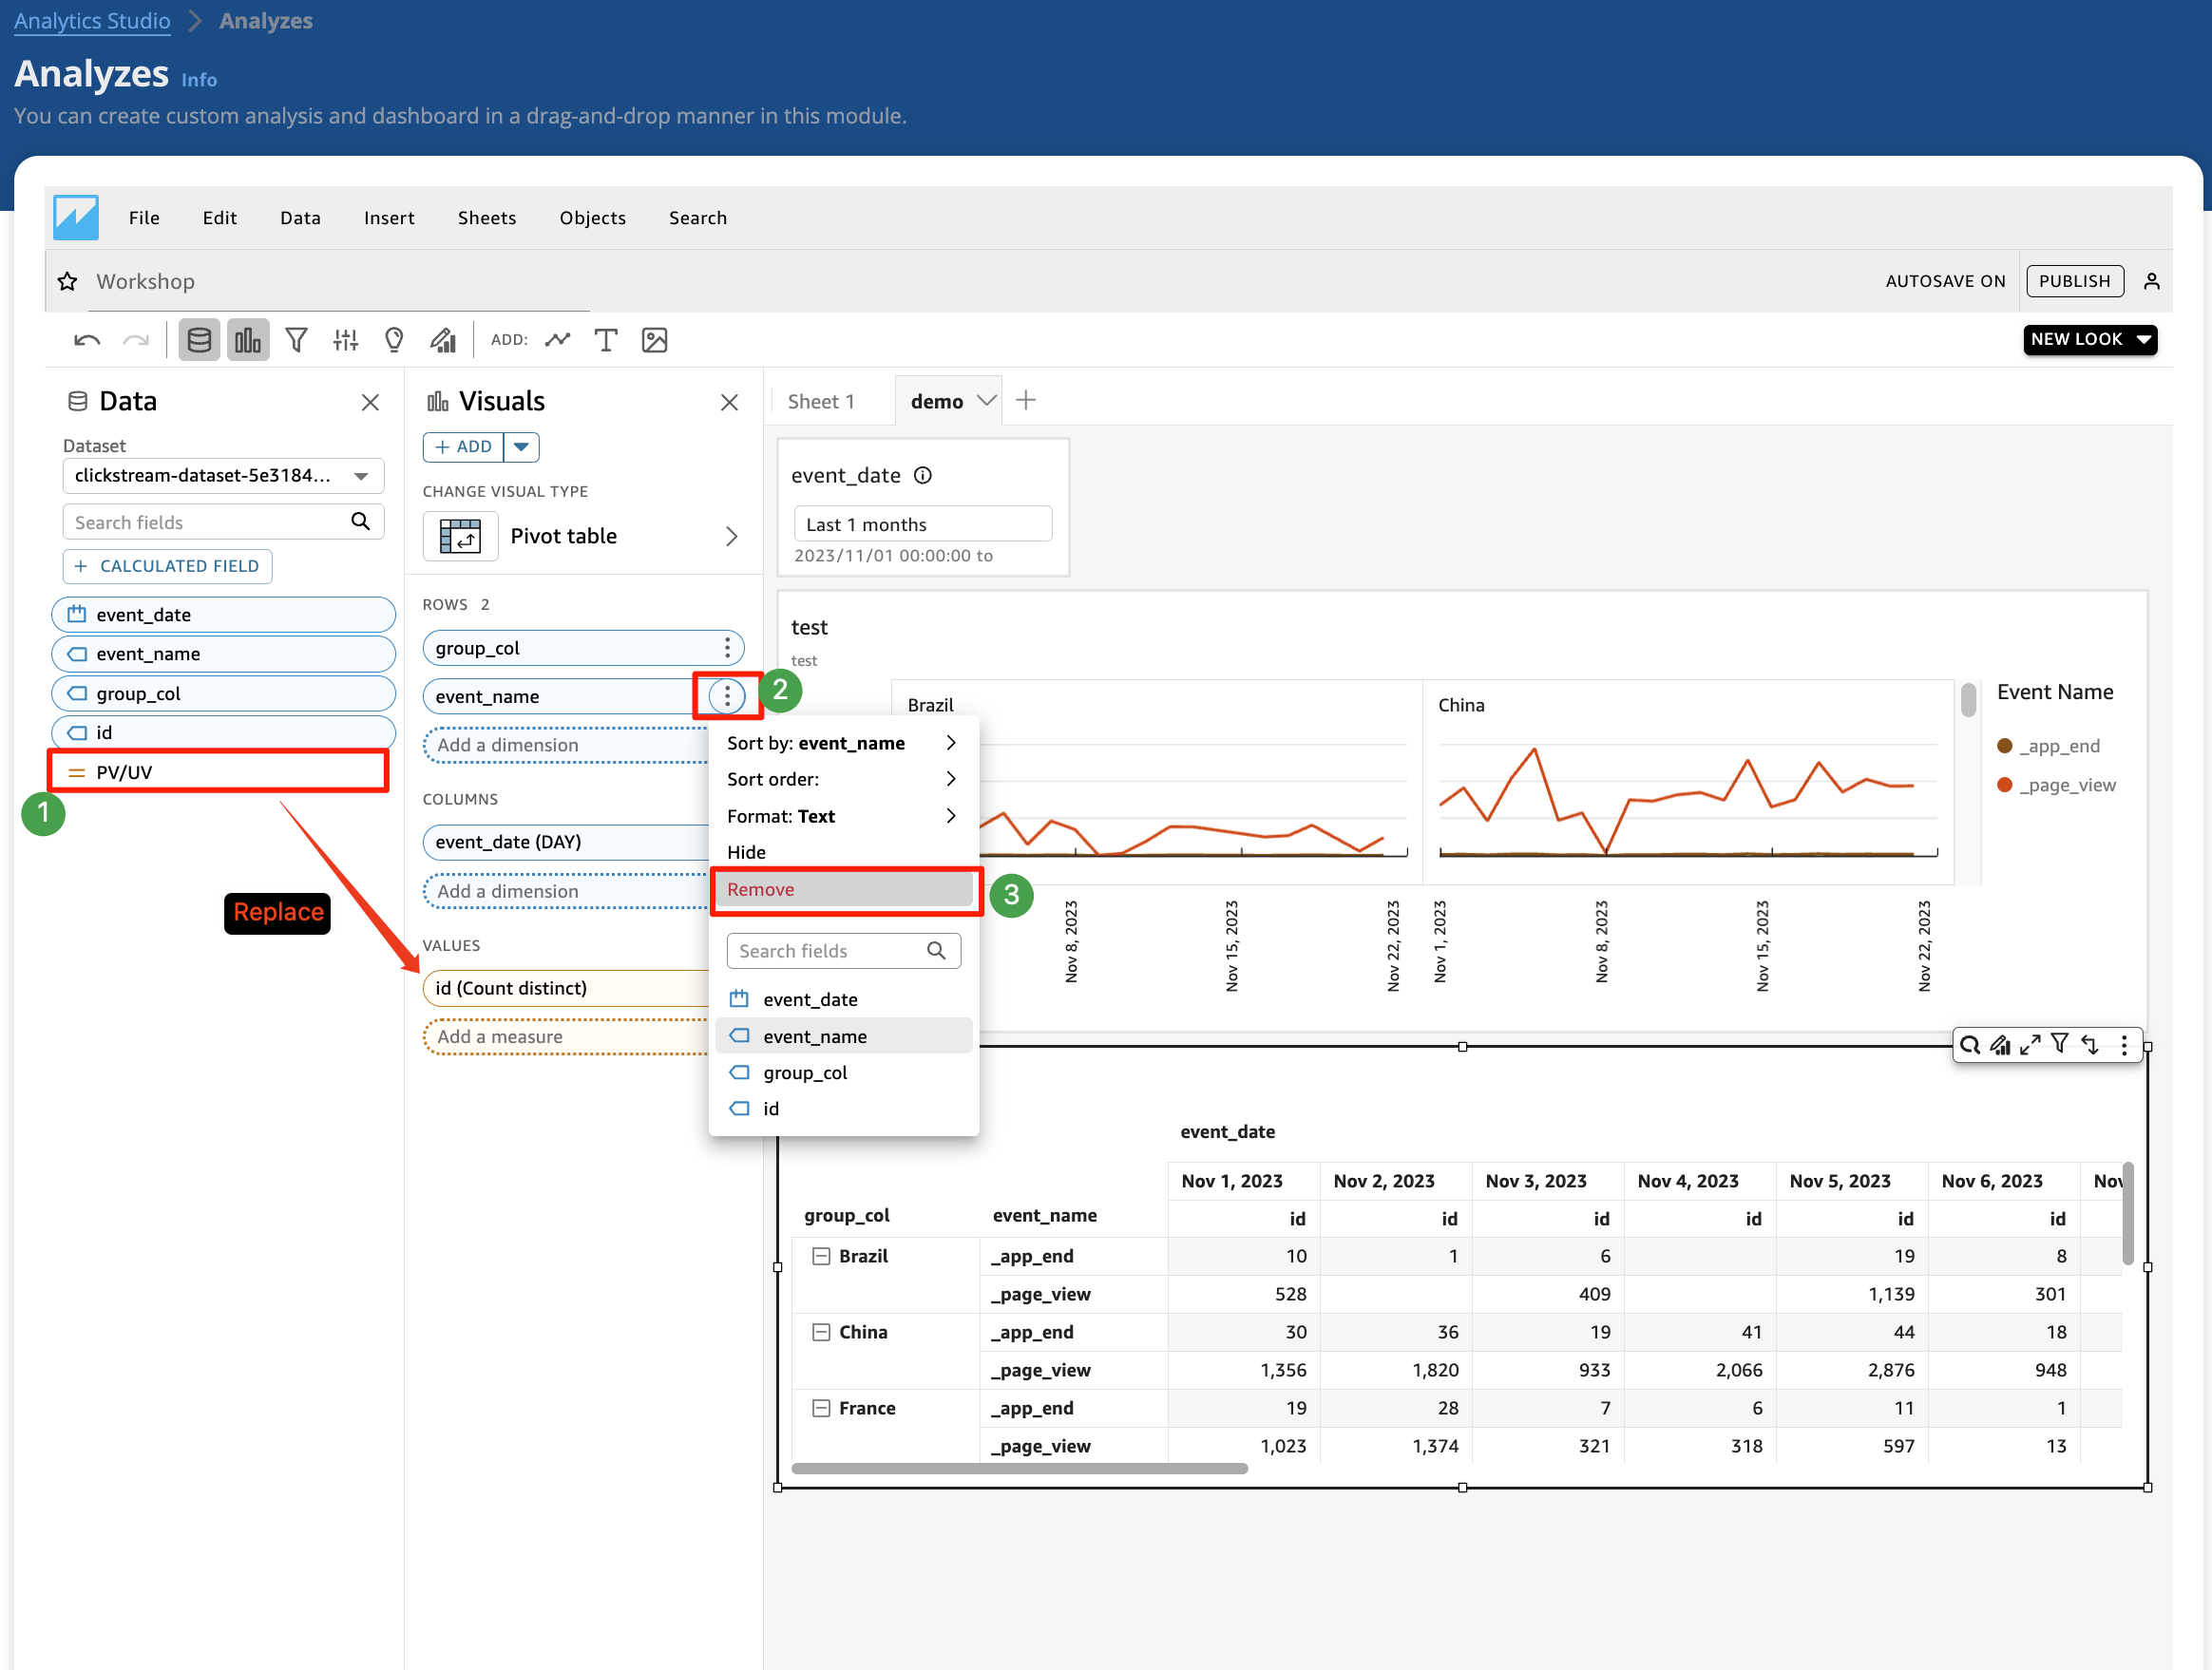 Analytics Studio > Analyzes
Analyzes Info
You can create custom analysis and dashboard in a drag-and-drop manner in this module.
File Edit Data Insert Sheets Objects Search
Workshop
AUTOSAVE ON
PUBLISH
ADD:
NEW LOOK
Data
Dataset
clickstream-dataset-5e3184...
Search fields
+ CALCULATED FIELD
event_date
event_name
group_col
id
= PV/UV
1
Replace
Visuals
+ ADD
CHANGE VISUAL TYPE
Pivot table
ROWS 2
group_col
event_name
2
Add a dimension
COLUMNS
event_date (DAY)
Add a dimension
VALUES
id (Count distinct)
Add a measure
Sort by: event_name
Sort order:
Format: Text
Hide
Remove
3
Search fields
event_date
event_name
group_col
id
Sheet 1
demo
event_date
Last 1 months
2023/11/01 00:00:00 to
test
test
Brazil
China
Event Name
_app_end
_page_view
Nov 8, 2023
Nov 15, 2023
Nov 22, 2023
Nov 1, 2023
Nov 8, 2023
Nov 15, 2023
Nov 22, 2023
event_date
Nov 1, 2023 Nov 2, 2023 Nov 3, 2023 Nov 4, 2023 Nov 5, 2023 Nov 6, 2023 Nov
group_col event_name id id id id id id
Brazil _app_end 10 1 6 19 8
_page_view 528 409 1,139 301
China _app_end 30 36 19 41 44 18
_page_view 1,356 1,820 933 2,066 2,876 948
France _app_end 19 28 7 6 11 1
_page_view 1,023 1,374 321 318 597 13